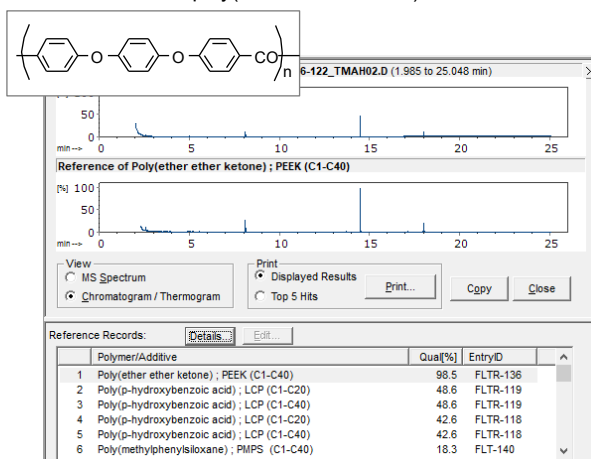 O O CO
n
6-122_TMAH02.D (1.985 to 25.048 min)
50
0
min--> 0 5 10 15 20 25
Reference of Poly(ether ether ketone) ; PEEK (C1-C40)
[%] 100
50
0
min--> 0 5 10 15 20 25
View Print
MS Spectrum Displayed Results Print... Copy Close
Chromatogram / Thermogram Top 5 Hits
Reference Records: Details... Edit...
Polymer/Additive Qual[%] EntryID
1 Poly(ether ether ketone) ; PEEK (C1-C40) 98.5 FLTR-136
2 Poly(p-hydroxybenzoic acid) ; LCP (C1-C20) 48.6 FLTR-119
3 Poly(p-hydroxybenzoic acid) ; LCP (C1-C40) 48.6 FLTR-119
4 Poly(p-hydroxybenzoic acid) ; LCP (C1-C20) 42.6 FLTR-118
5 Poly(p-hydroxybenzoic acid) ; LCP (C1-C40) 42.6 FLTR-118
6 Poly(methylphenylsiloxane) ; PMPS (C1-C40) 18.3 FLT-140